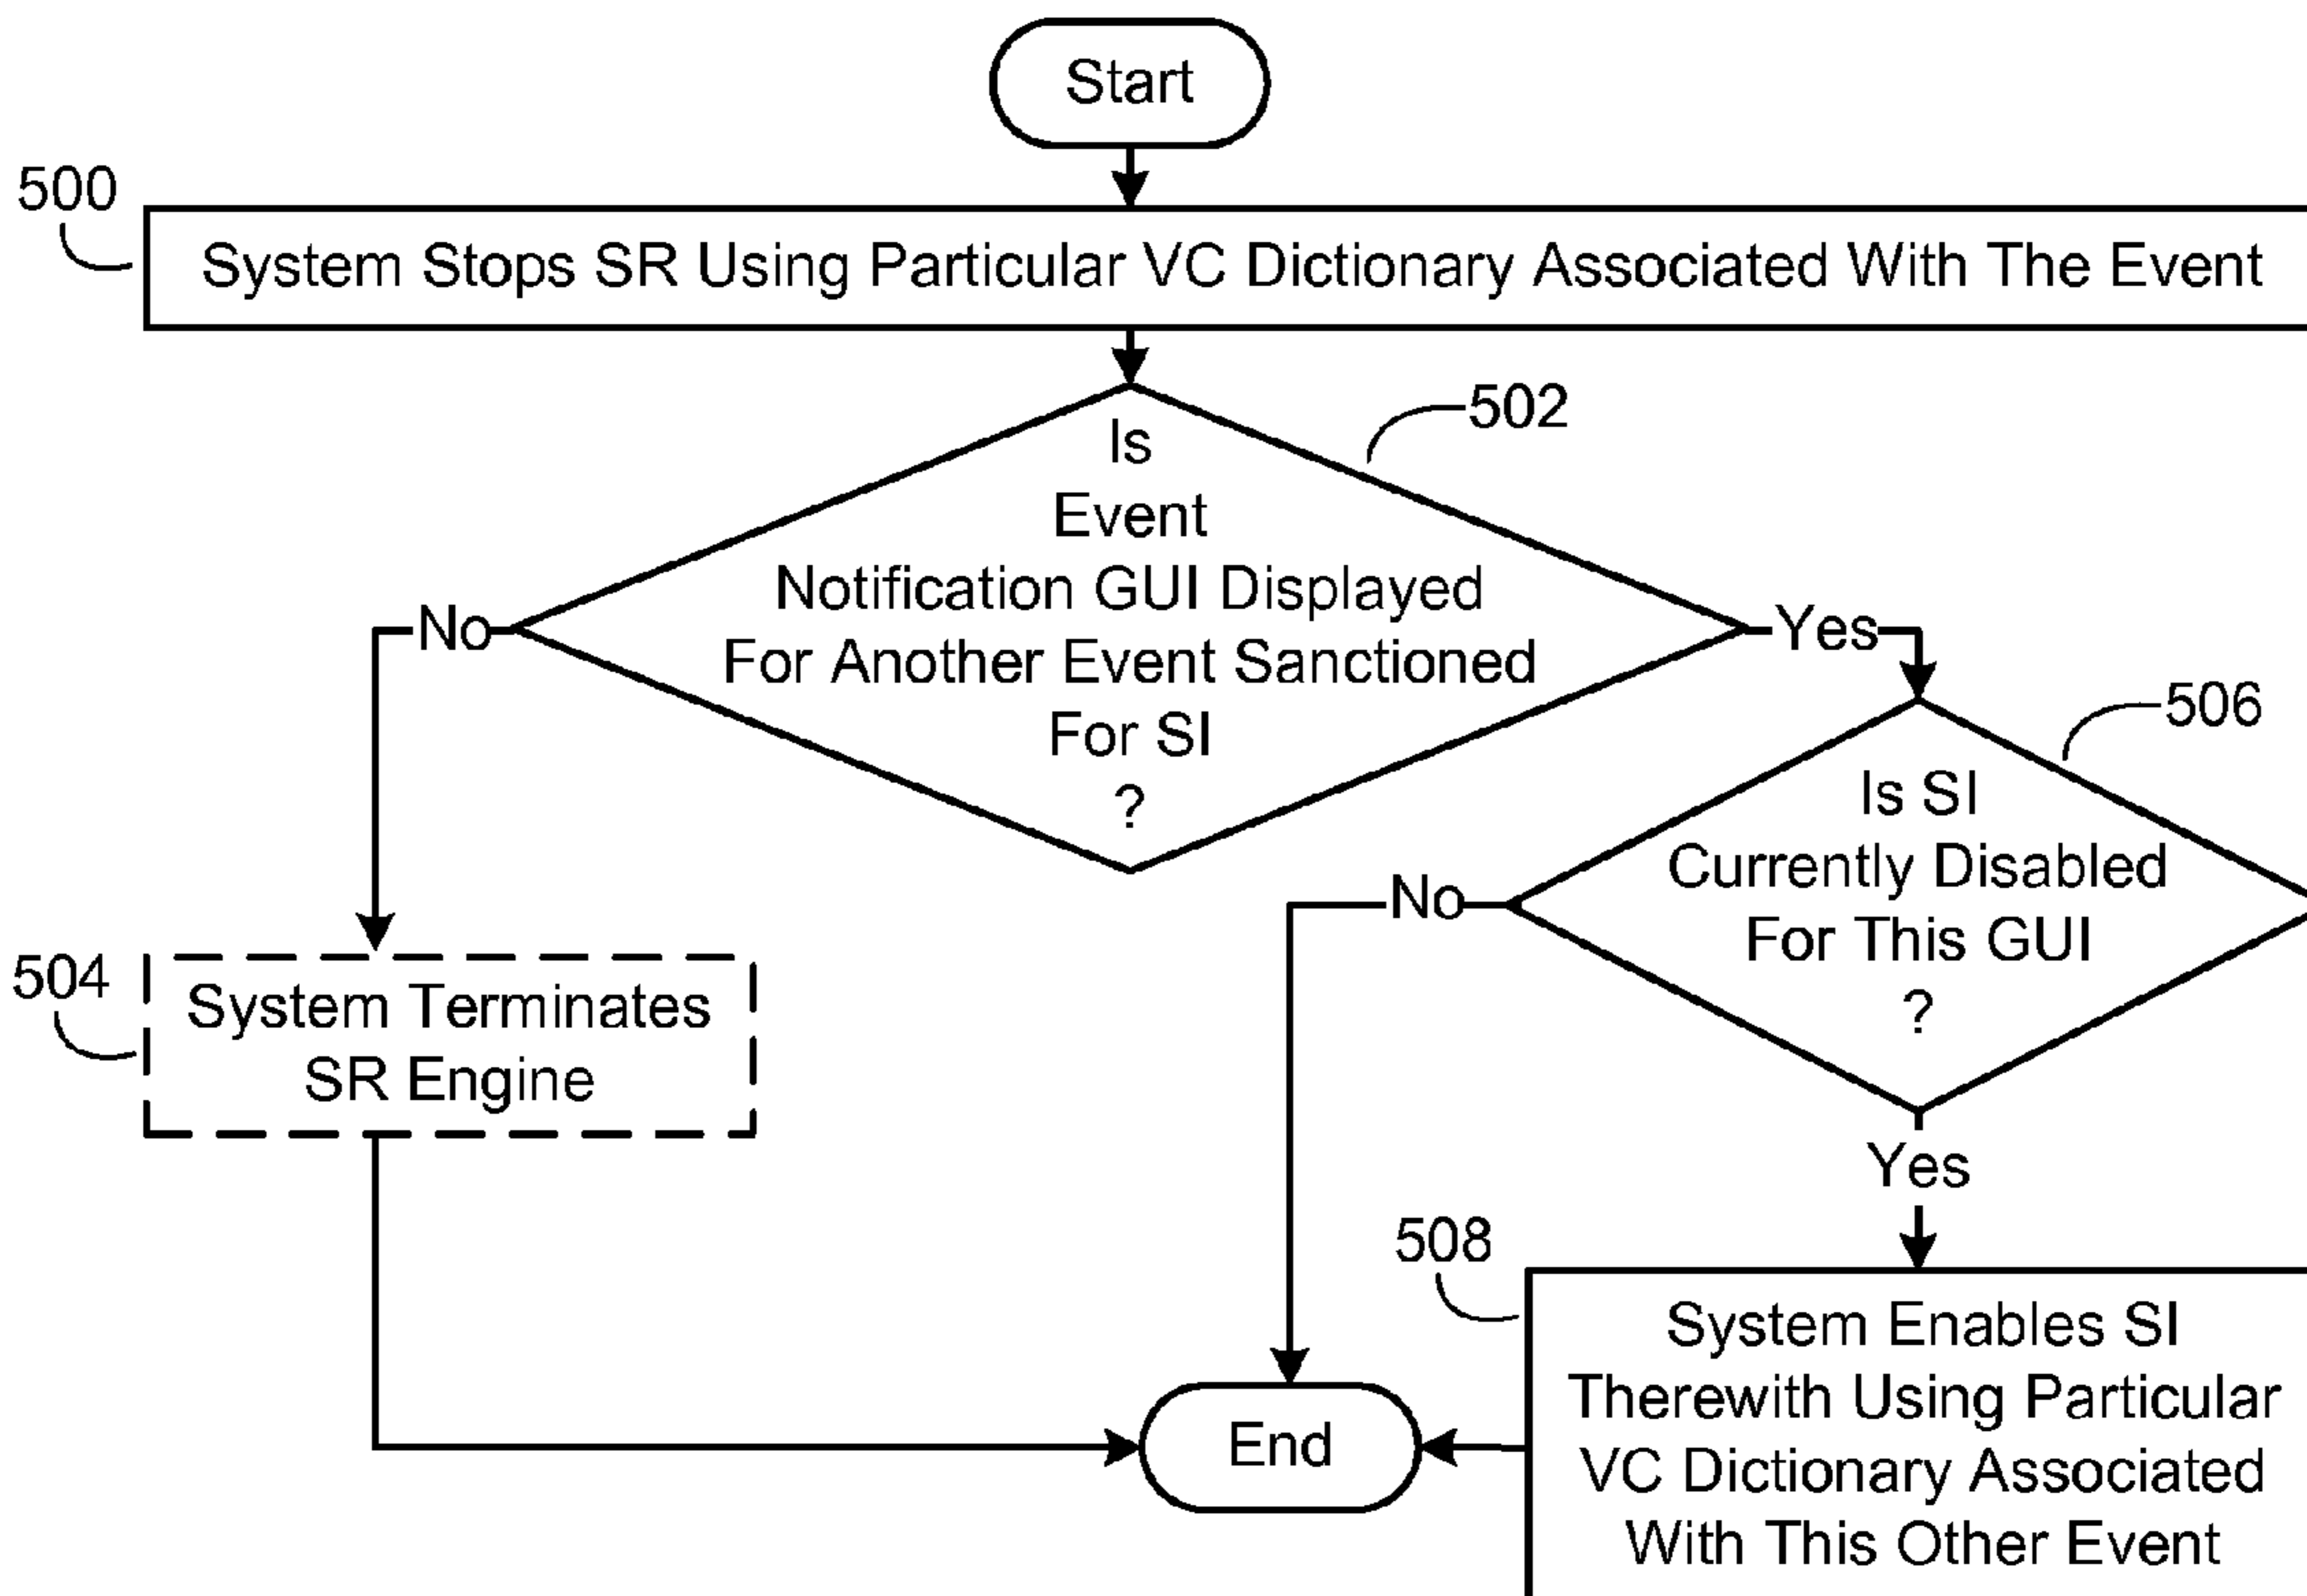 Start
500
System Stops SR Using Particular VC Dictionary Associated With The Event
502
Is
Event
Notification GUI Displayed
For Another Event Sanctioned
For SI
?
No
Yes
506
Is SI
Currently Disabled
For This GUI
?
No
504
System Terminates
SR Engine
Yes
508
System Enables SI
Therewith Using Particular
VC Dictionary Associated
With This Other Event
End